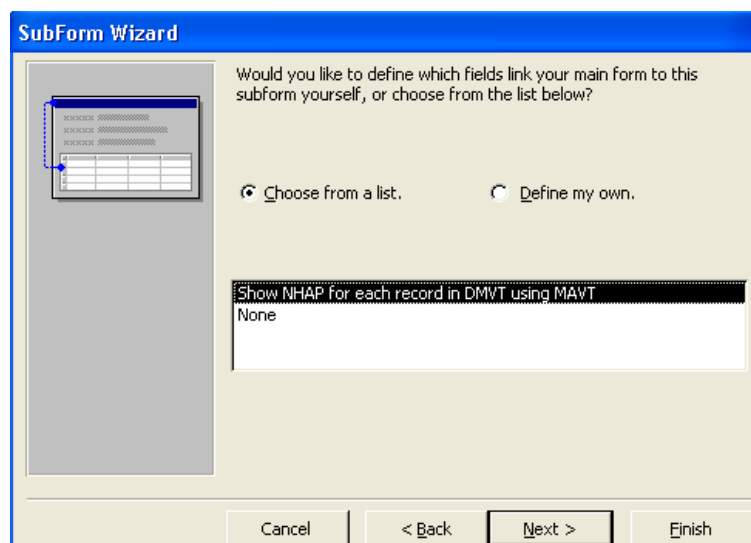 SubForm Wizard
Would you like to define which fields link your main form to this
subform yourself, or choose from the list below?
Choose from a list.
Define my own.
Show NHAP for each record in DMVT using MAVT
None
Cancel
< Back
Next >
Finish